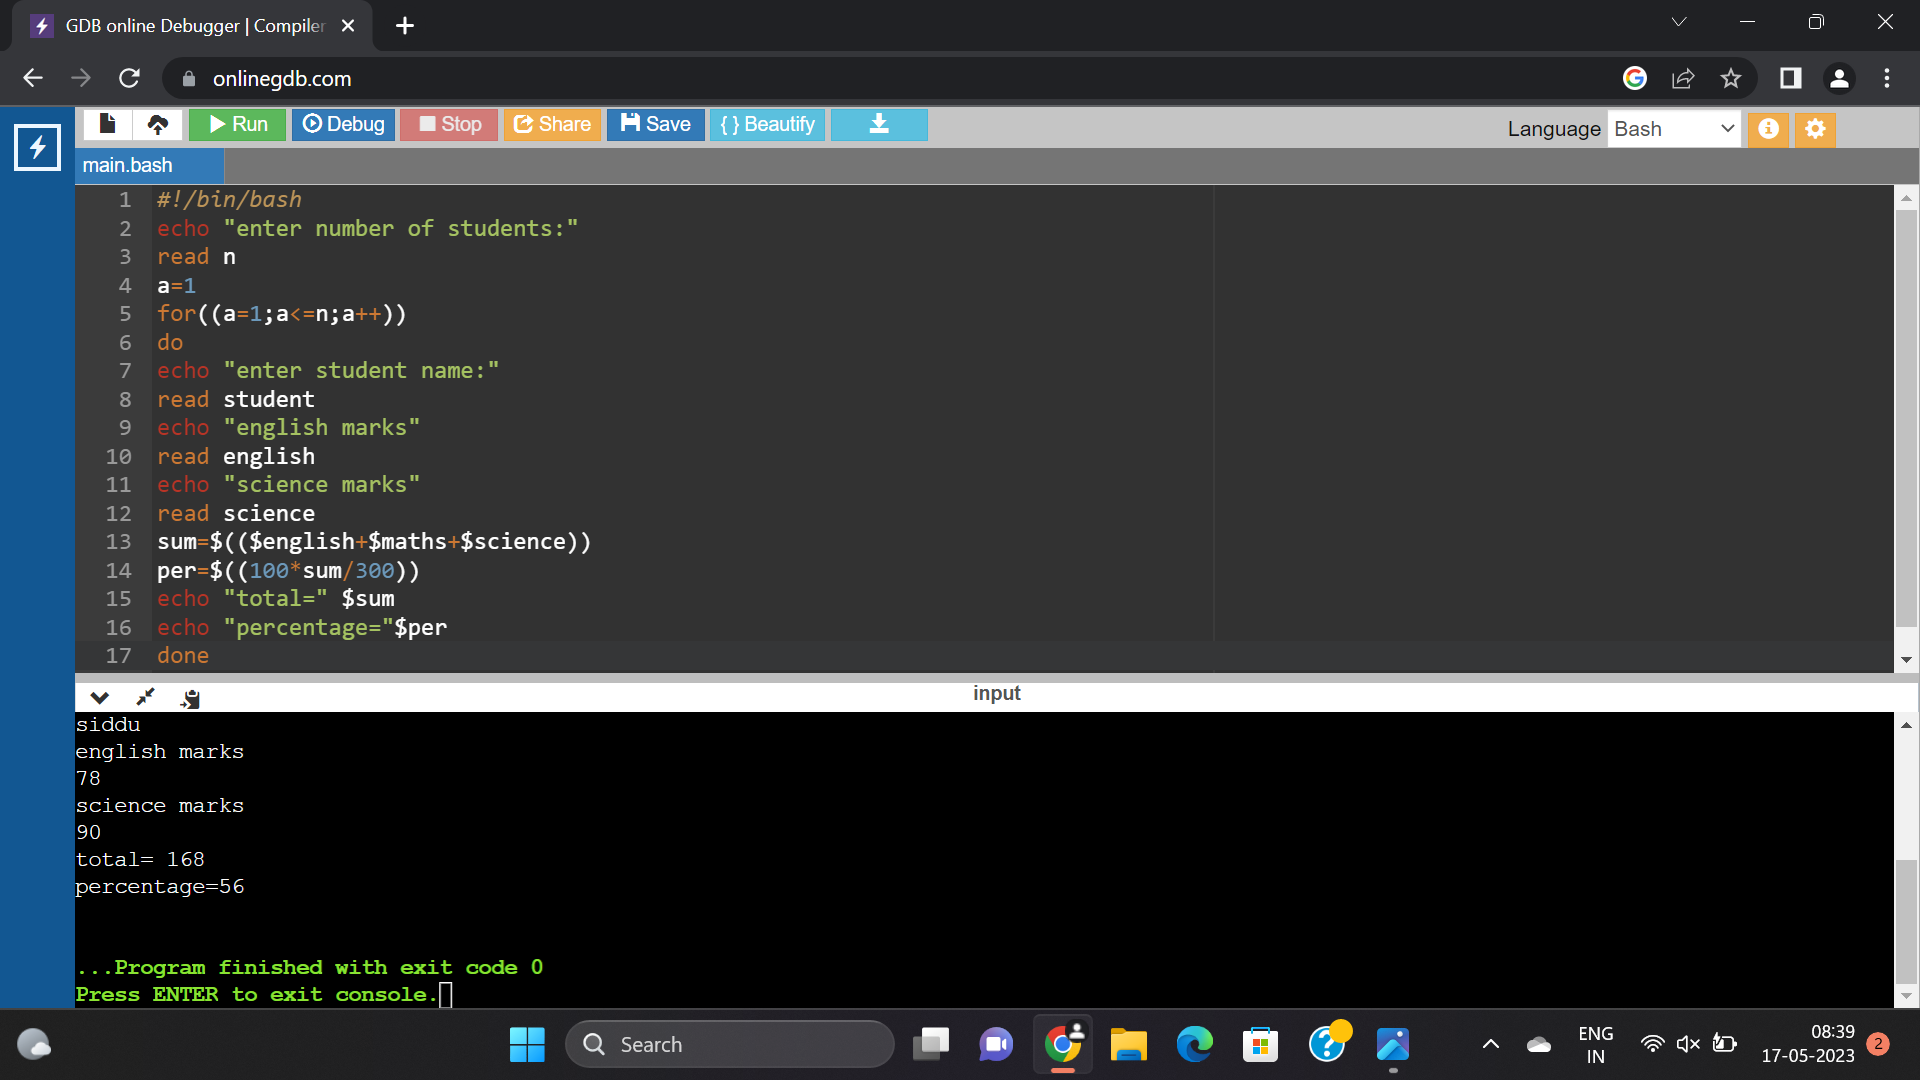 GDB online Debugger | Compiler
onlinegdb.com
Run Debug Stop Share Save { } Beautify Language Bash
main.bash
1 #!/bin/bash
2 echo "enter number of students:"
3 read n
4 a=1
5 for((a=1;a<=n;a++))
6 do
7 echo "enter student name:"
8 read student
9 echo "english marks"
10 read english
11 echo "science marks"
12 read science
13 sum=$(($english+$maths+$science))
14 per=$((100*sum/300))
15 echo "total=" $sum
16 echo "percentage="$per
17 done
input
siddu
english marks
78
science marks
90
total= 168
percentage=56
...Program finished with exit code 0
Press ENTER to exit console.
Search
ENG
IN
08:39
17-05-2023
2